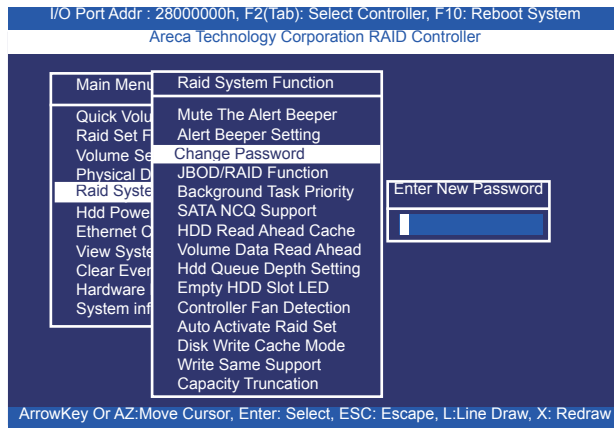 I/O Port Addr : 28000000h, F2(Tab): Select Controller, F10: Reboot System
Areca Technology Corporation RAID Controller
Main Menu
Quick Volu
Raid Set F
Volume Se
Physical D
Raid Syste
Hdd Powe
Ethernet C
View Syste
Clear Even
Hardware
System inf
Raid System Function
Mute The Alert Beeper
Alert Beeper Setting
Change Password
JBOD/RAID Function
Background Task Priority
SATA NCQ Support
HDD Read Ahead Cache
Volume Data Read Ahead
Hdd Queue Depth Setting
Empty HDD Slot LED
Controller Fan Detection
Auto Activate Raid Set
Disk Write Cache Mode
Write Same Support
Capacity Truncation
Enter New Password
ArrowKey Or AZ:Move Cursor, Enter: Select, ESC: Escape, L:Line Draw, X: Redraw